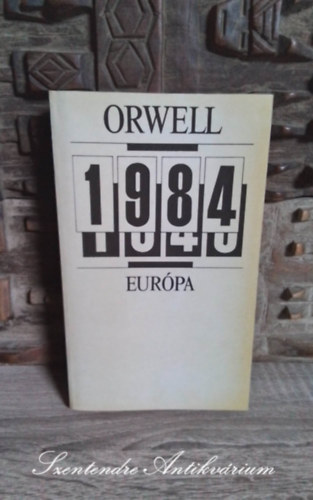 ORWELL
1984
EURÓPA
Szentendre Antikvárium